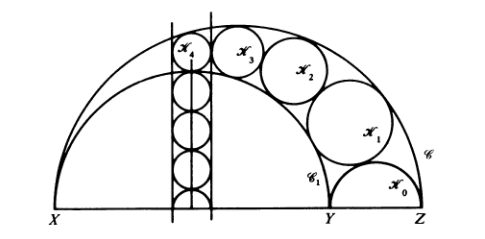 𝒦₄
𝒦₃
𝒦₂
𝒦₁
𝒞
𝒞₁
𝒦₀
X
Y
Z